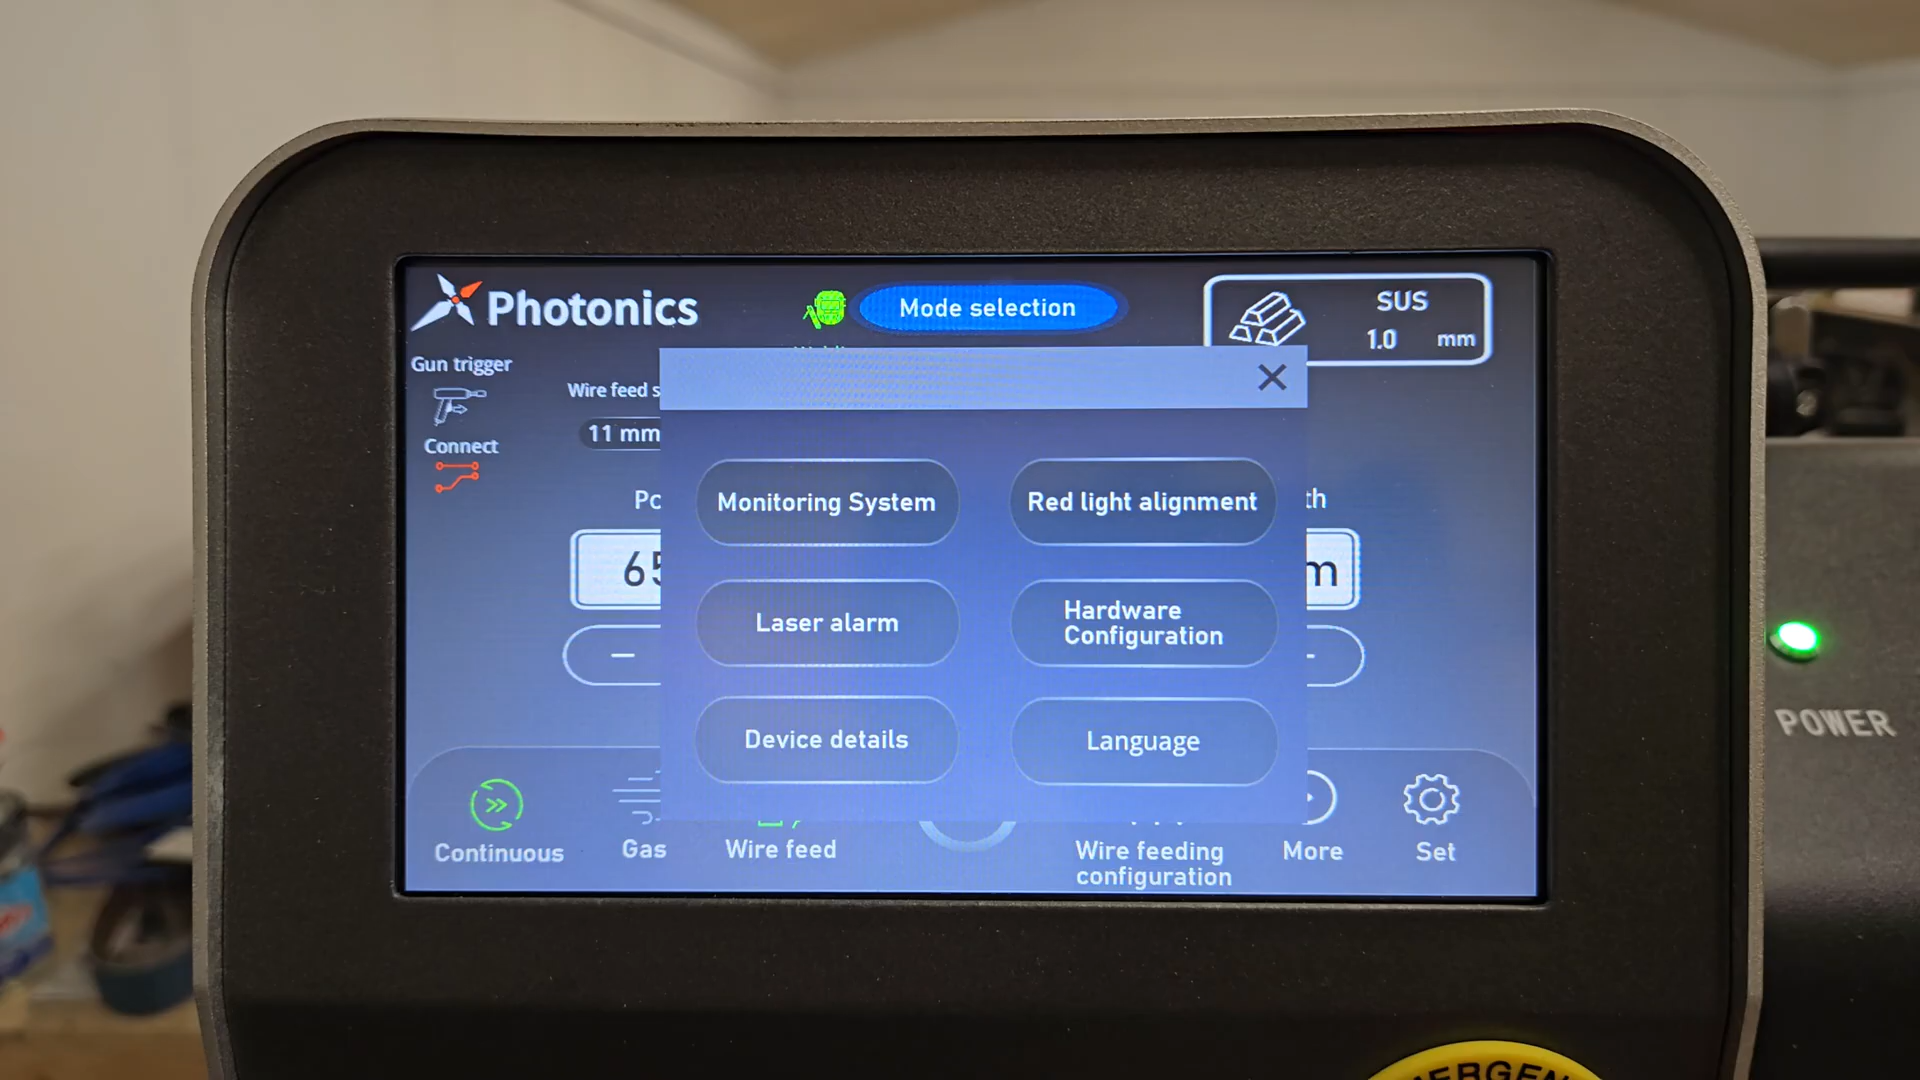 Photonics
Mode selection
SUS
1.0 mm
Gun trigger
Wire feed s
11 mm
Connect
Monitoring System
Red light alignment
65
m
Laser alarm
Hardware
Configuration
−
Device details
Language
POWER
Continuous
Gas
Wire feed
Wire feeding
configuration
More
Set